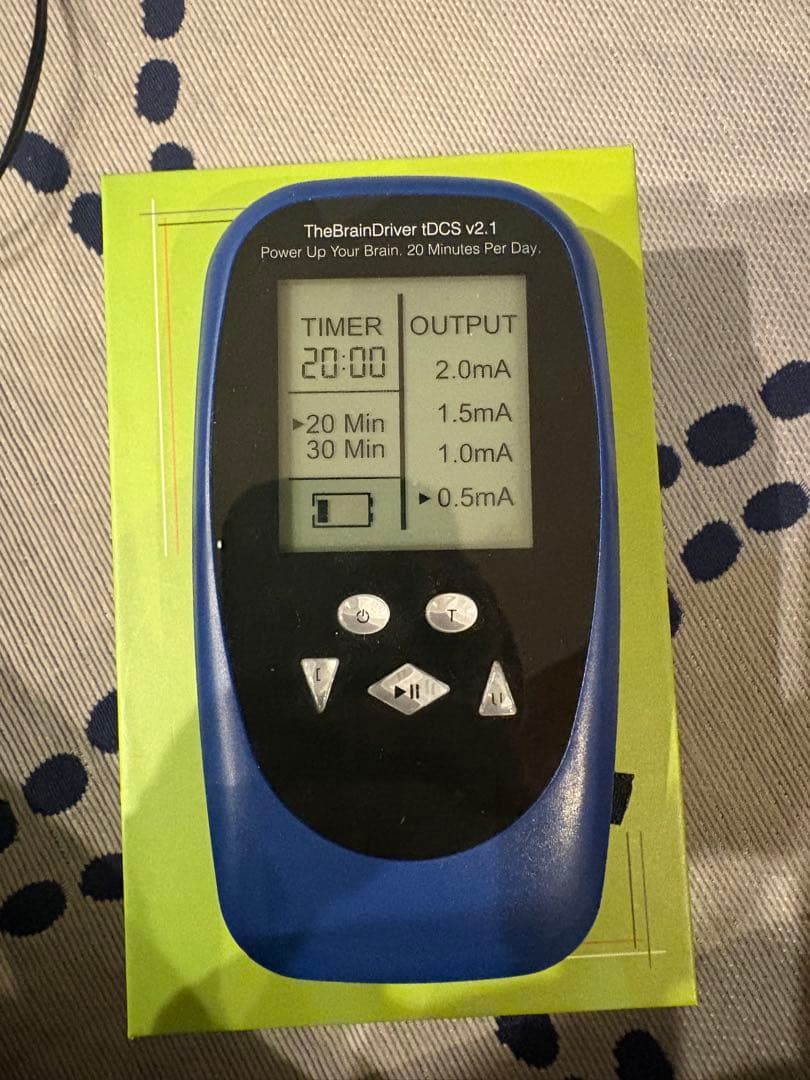 TheBrainDriver tDCS v2.1
Power Up Your Brain. 20 Minutes Per Day.
TIMER
20:00
►20 Min
30 Min
OUTPUT
2.0mA
1.5mA
1.0mA
►0.5mA
T